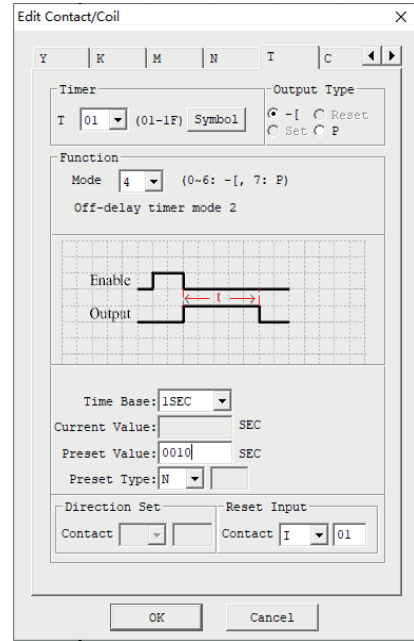 Edit Contact/Coil
Y K M N T C
Timer
T 01 (01-1F) Symbol
Output Type
-[ Reset
Set P
Function
Mode 4 (0~6: -[, 7: P)
Off-delay timer mode 2
Enable
t
Output
Time Base: 1SEC
Current Value: SEC
Preset Value: 0010 SEC
Preset Type: N
Direction Set
Contact
Reset Input
Contact I 01
OK Cancel